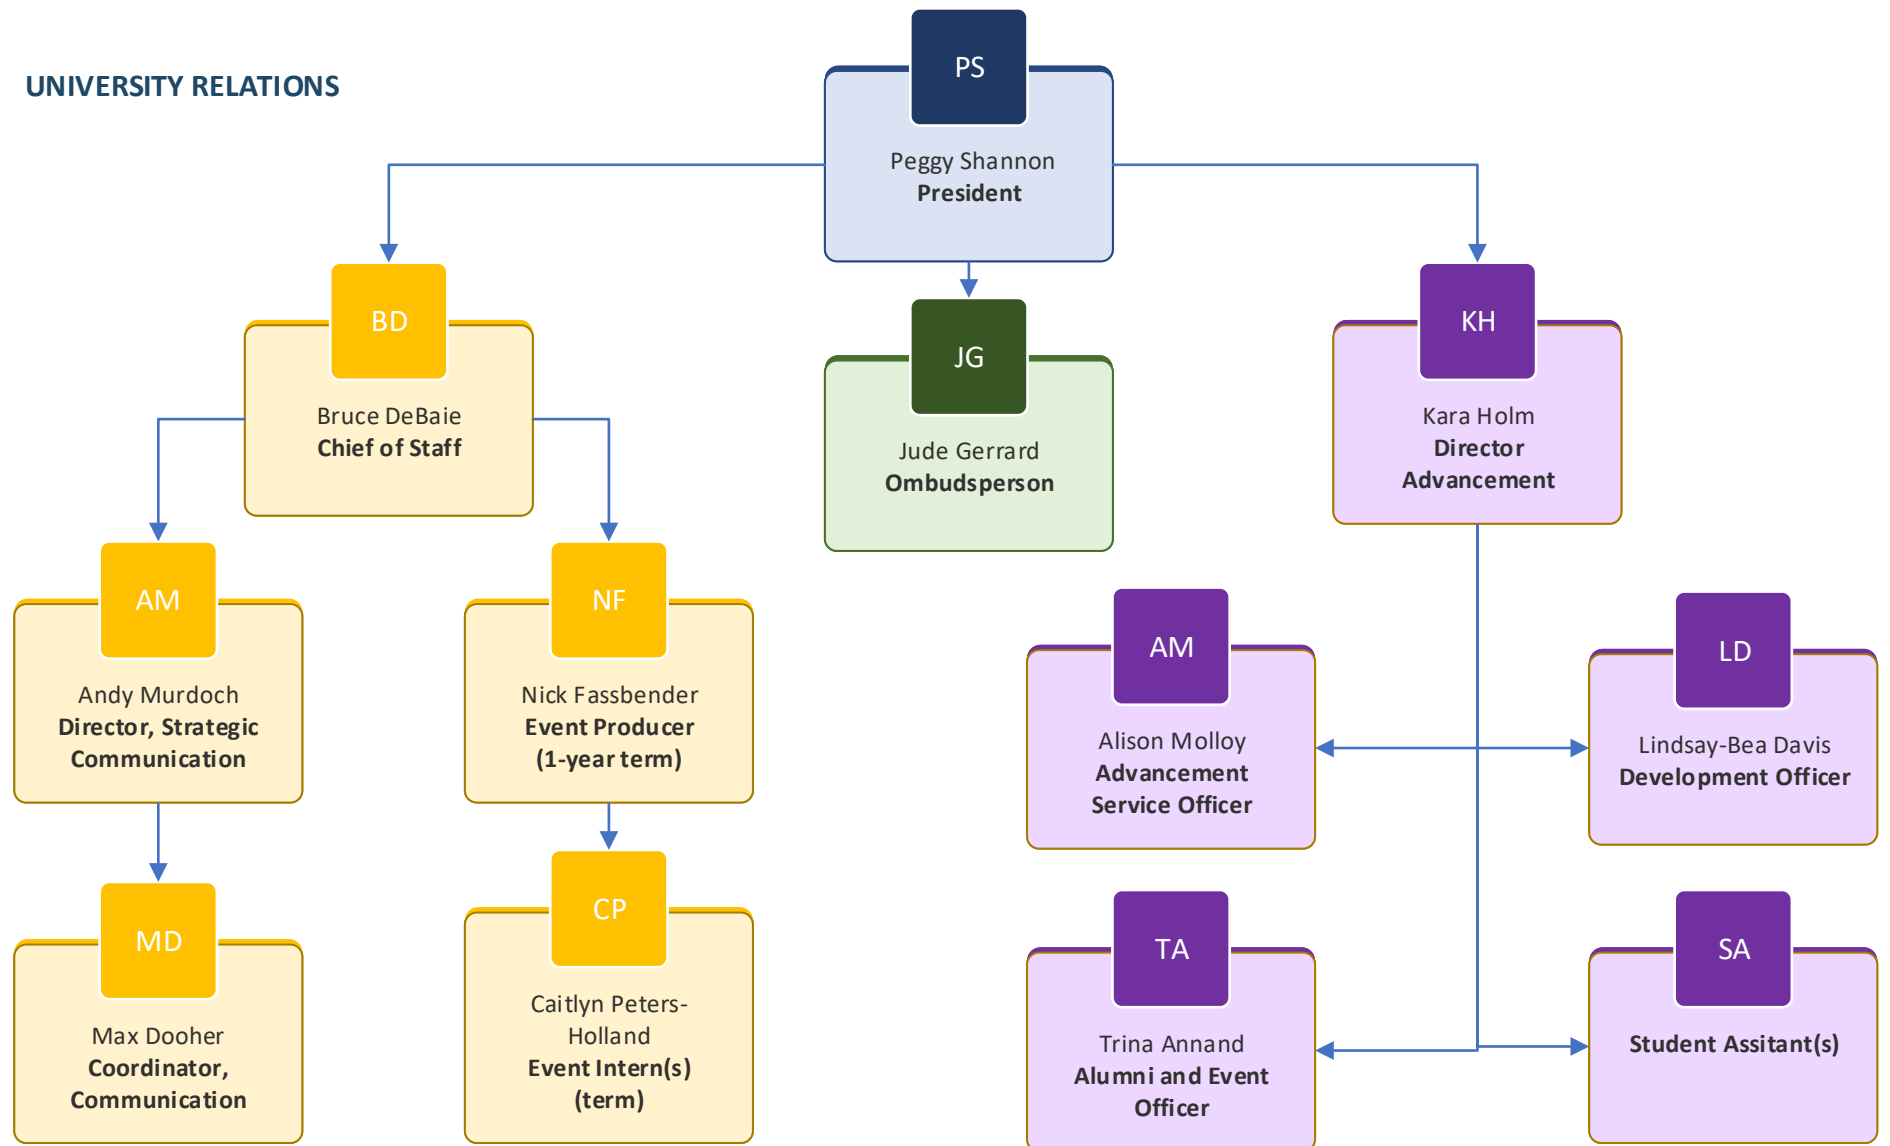 UNIVERSITY RELATIONS
PS
Peggy Shannon
President
BD
Bruce DeBaie
Chief of Staff
JG
Jude Gerrard
Ombudsperson
KH
Kara Holm
Director
Advancement
AM
Andy Murdoch
Director, Strategic
Communication
NF
Nick Fassbender
Event Producer
(1-year term)
AM
Alison Molloy
Advancement
Service Officer
LD
Lindsay-Bea Davis
Development Officer
MD
Max Dooher
Coordinator,
Communication
CP
Caitlyn Peters-
Holland
Event Intern(s)
(term)
TA
Trina Annand
Alumni and Event
Officer
SA
Student Assitant(s)